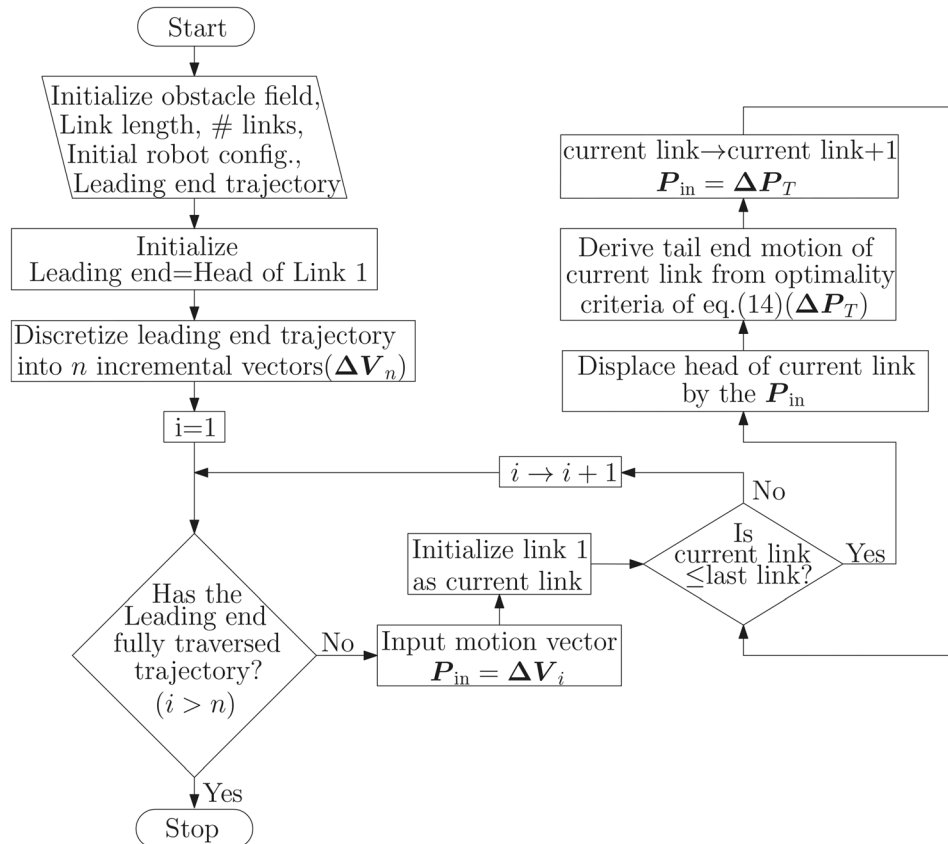 Start
Initialize obstacle field,
Link length, # links,
Initial robot config.,
Leading end trajectory
Initialize
Leading end=Head of Link 1
Discretize leading end trajectory
into n incremental vectors(ΔVₙ)
i=1
Has the
Leading end
fully traversed
trajectory?
(i > n)
Yes
Stop
No
Input motion vector
P_in = ΔV_i
Initialize link 1
as current link
Is
current link
≤last link?
No
i → i + 1
Yes
Displace head of current link
by the P_in
Derive tail end motion of
current link from optimality
criteria of eq.(14)(ΔP_T)
current link→current link+1
P_in = ΔP_T